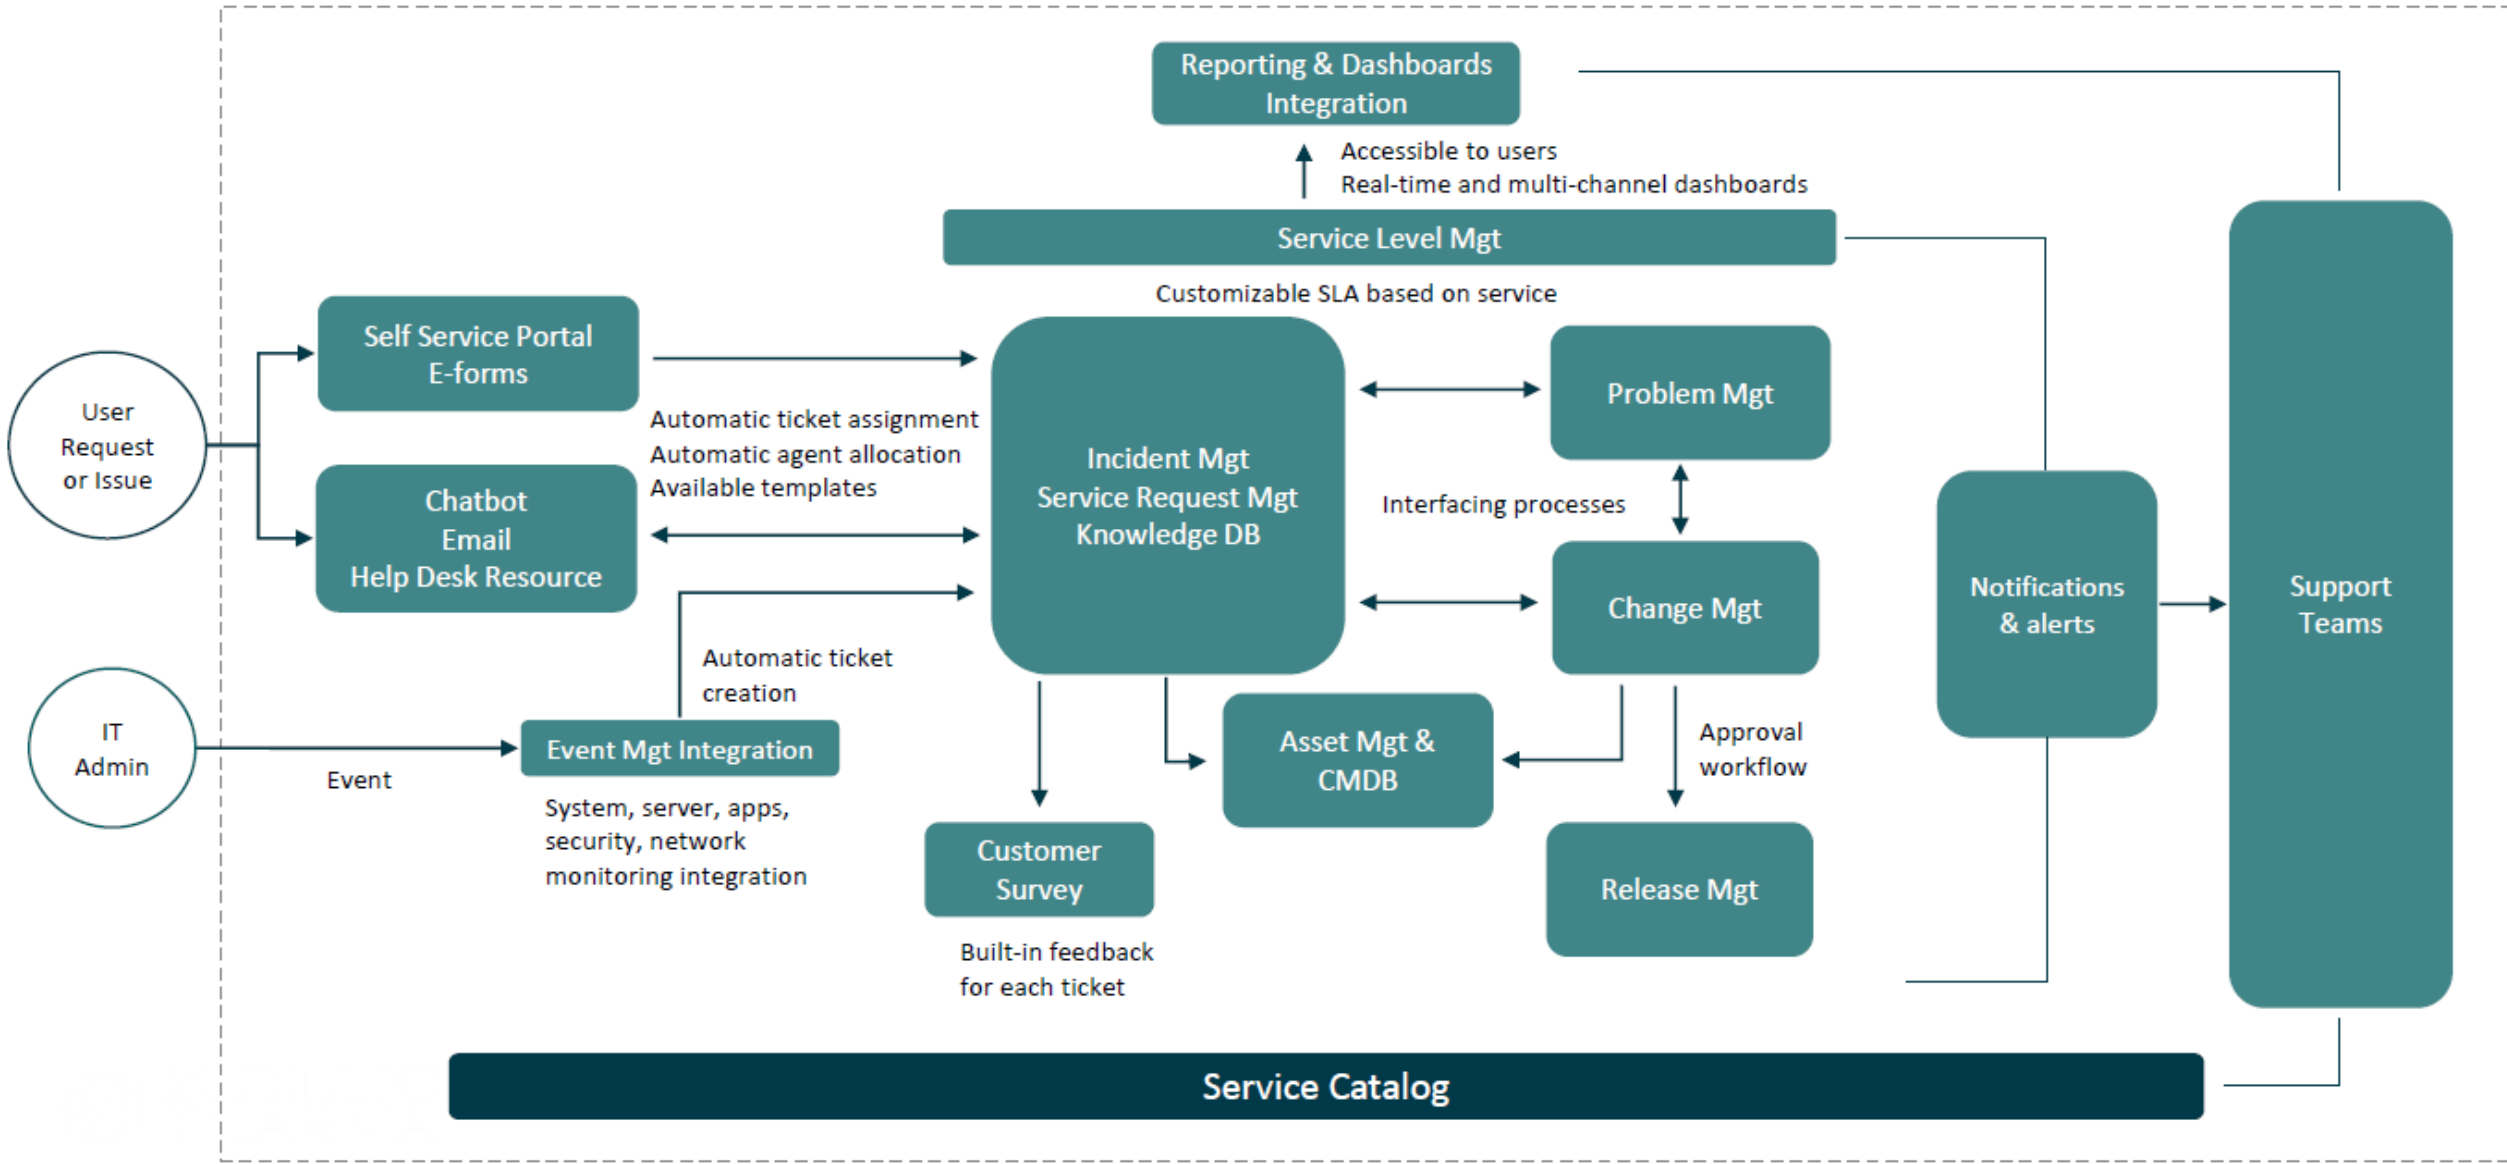 Reporting & Dashboards
Integration
Accessible to users
Real-time and multi-channel dashboards
Service Level Mgt
Customizable SLA based on service
User
Request
or Issue
Self Service Portal
E-forms
Automatic ticket assignment
Automatic agent allocation
Available templates
Chatbot
Email
Help Desk Resource
Incident Mgt
Service Request Mgt
Knowledge DB
Problem Mgt
Interfacing processes
Change Mgt
Notifications
& alerts
Support
Teams
IT
Admin
Event
Automatic ticket
creation
Event Mgt Integration
System, server, apps,
security, network
monitoring integration
Asset Mgt &
CMDB
Approval
workflow
Customer
Survey
Built-in feedback
for each ticket
Release Mgt
Service Catalog